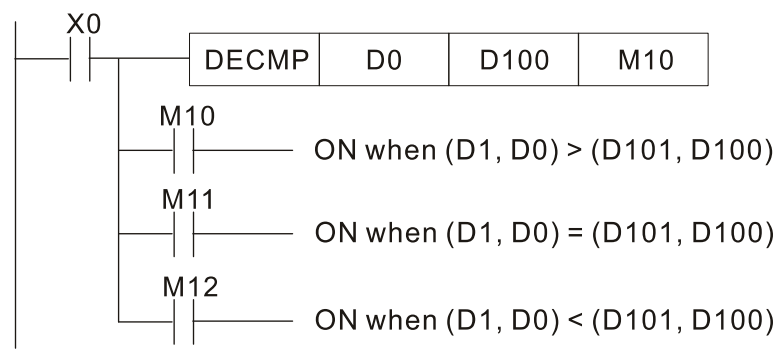 X0
DECMP D0 D100 M10
M10
ON when (D1, D0) > (D101, D100)
M11
ON when (D1, D0) = (D101, D100)
M12
ON when (D1, D0) < (D101, D100)